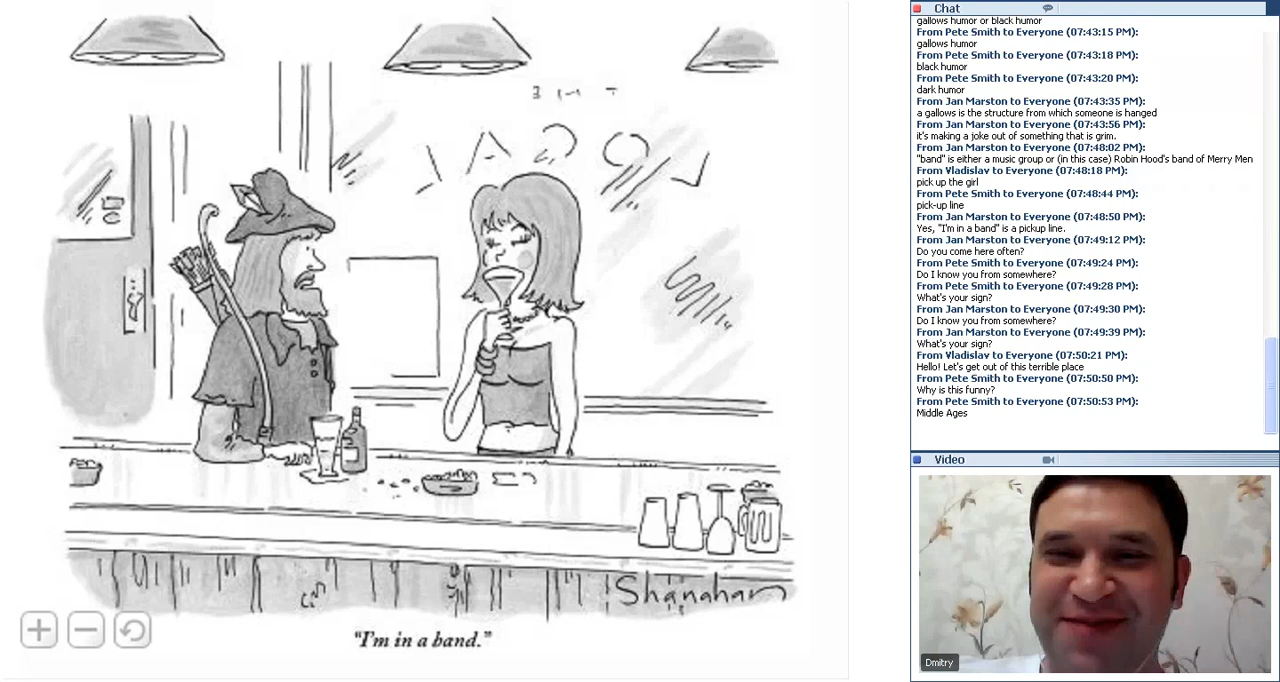 "I'm in a band."
Shanahan
Chat
gallows humor or black humor
From Pete Smith to Everyone (07:43:15 PM):
gallows humor
From Pete Smith to Everyone (07:43:18 PM):
black humor
From Pete Smith to Everyone (07:43:20 PM):
dark humor
From Jan Marston to Everyone (07:43:35 PM):
a gallows is the structure from which someone is hanged
From Jan Marston to Everyone (07:43:56 PM):
it's making a joke out of something that is grim.
From Jan Marston to Everyone (07:48:02 PM):
"band" is either a music group or (in this case) Robin Hood's band of Merry Men
From Vladislav to Everyone (07:48:18 PM):
pick up the girl
From Pete Smith to Everyone (07:48:44 PM):
pick-up line
From Jan Marston to Everyone (07:48:50 PM):
Yes, "I'm in a band" is a pickup line.
From Jan Marston to Everyone (07:49:12 PM):
Do you come here often?
From Pete Smith to Everyone (07:49:24 PM):
Do I know you from somewhere?
From Pete Smith to Everyone (07:49:28 PM):
What's your sign?
From Jan Marston to Everyone (07:49:30 PM):
Do I know you from somewhere?
From Jan Marston to Everyone (07:49:39 PM):
What's your sign?
From Vladislav to Everyone (07:50:21 PM):
Hello! Let's get out of this terrible place
From Pete Smith to Everyone (07:50:50 PM):
Why is this funny?
From Pete Smith to Everyone (07:50:53 PM):
Middle Ages
Video
Dmitry